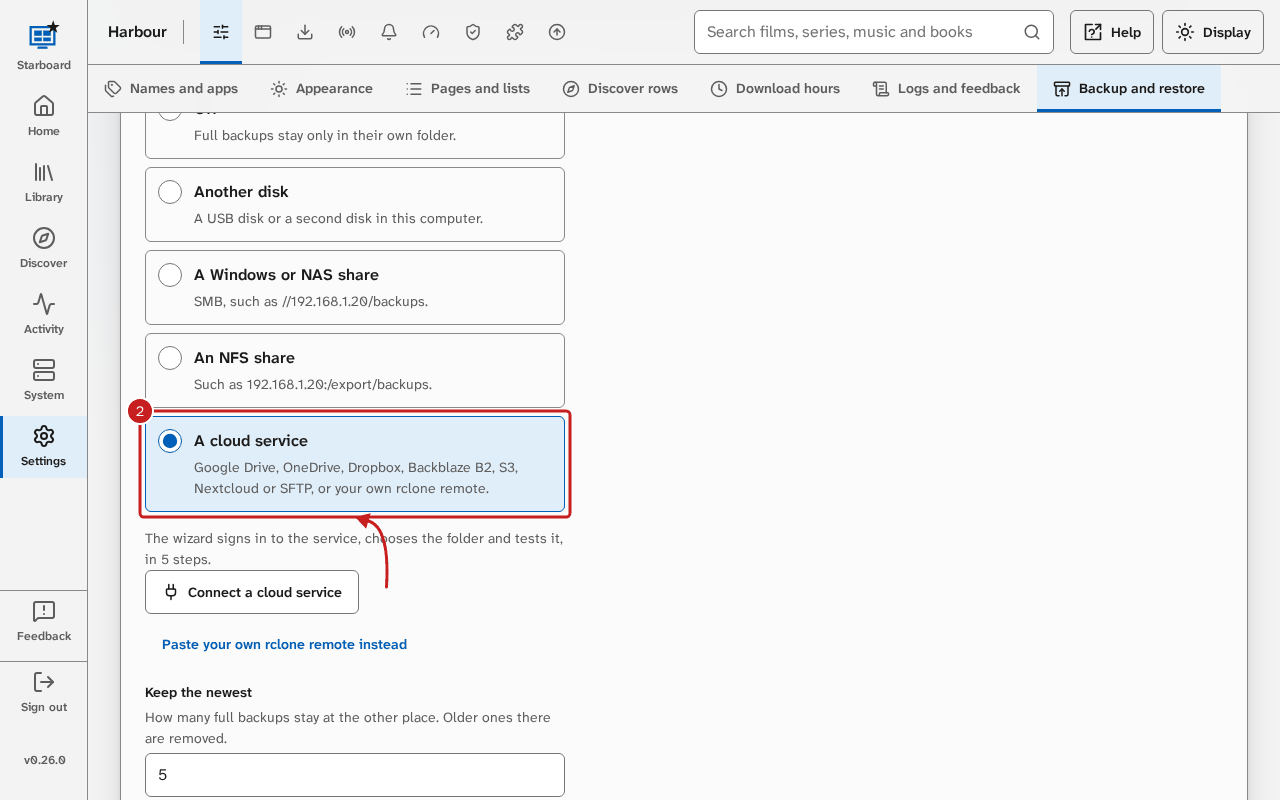 Starboard
Home
Library
Discover
Activity
System
Settings
Feedback
Sign out
v0.26.0
Harbour
Search films, series, music and books
Help
Display
Names and apps
Appearance
Pages and lists
Discover rows
Download hours
Logs and feedback
Backup and restore
Full backups stay only in their own folder.
Another disk
A USB disk or a second disk in this computer.
A Windows or NAS share
SMB, such as //192.168.1.20/backups.
An NFS share
Such as 192.168.1.20:/export/backups.
2
A cloud service
Google Drive, OneDrive, Dropbox, Backblaze B2, S3,
Nextcloud or SFTP, or your own rclone remote.
The wizard signs in to the service, chooses the folder and tests it,
in 5 steps.
Connect a cloud service
Paste your own rclone remote instead
Keep the newest
How many full backups stay at the other place. Older ones there
are removed.
5